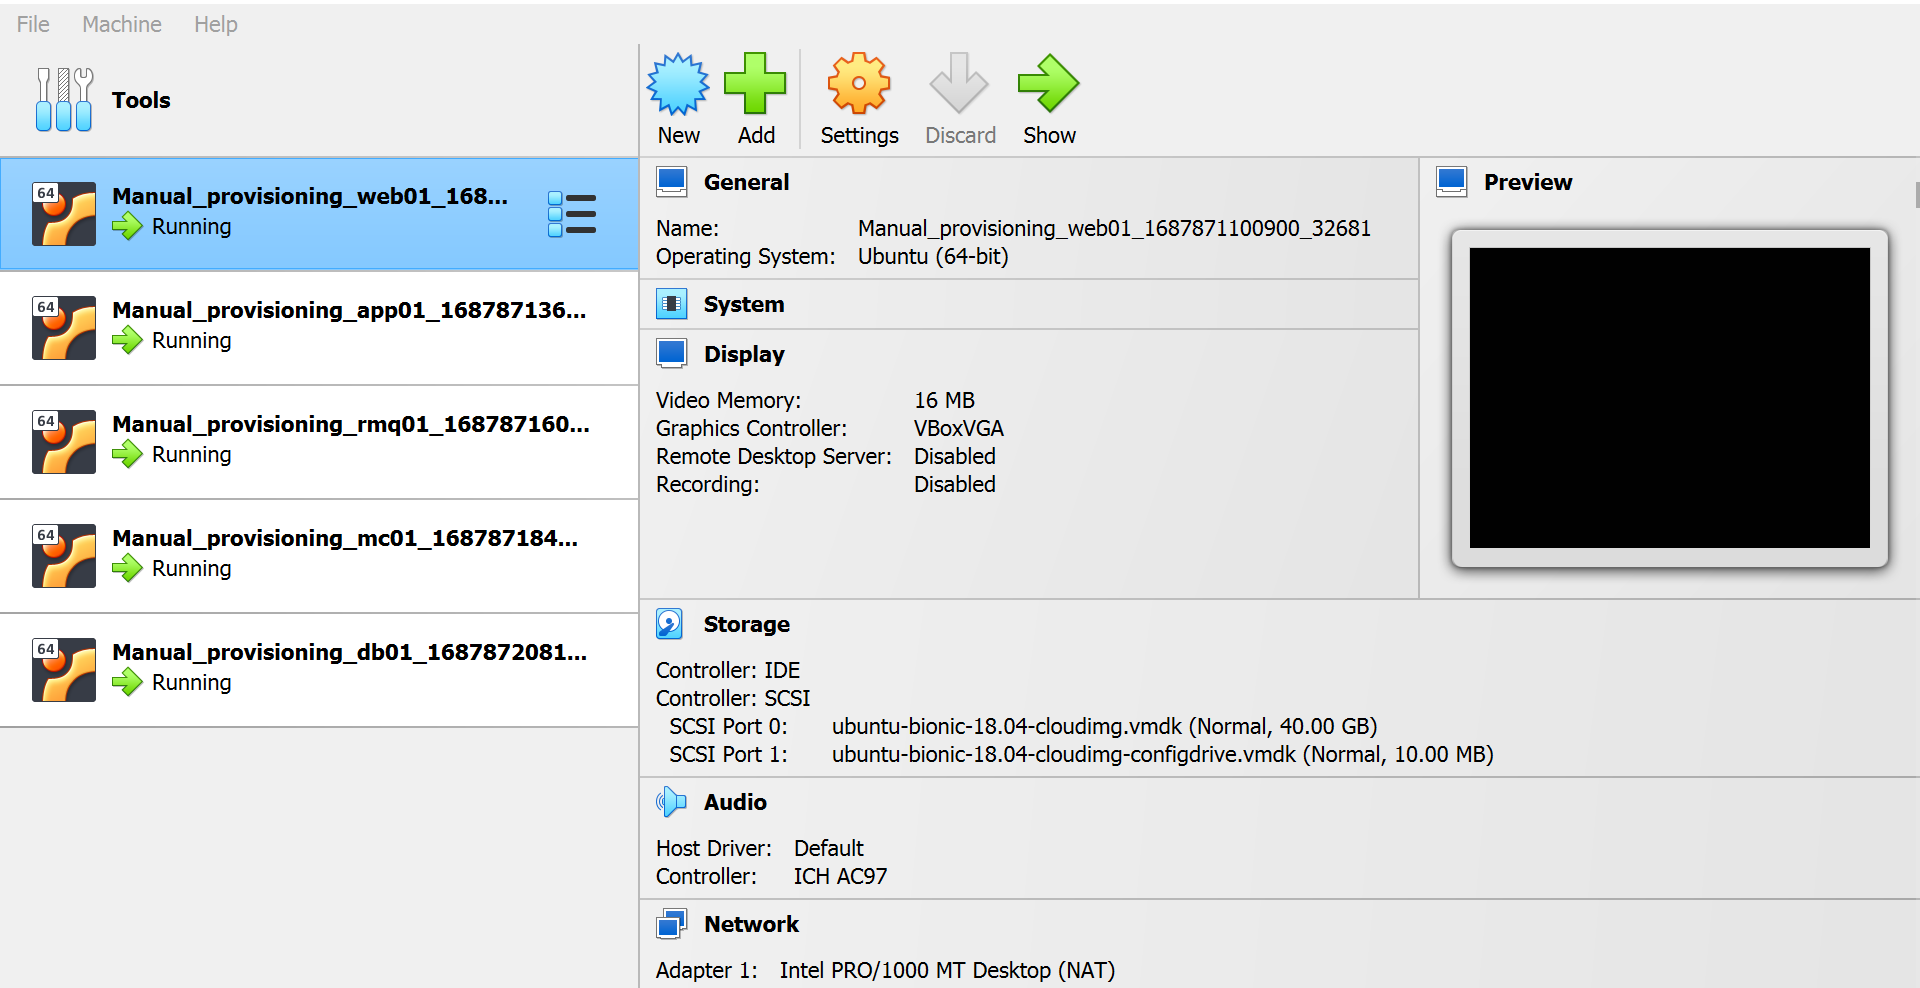 File Machine Help
Tools
New Add Settings Discard Show
64 Manual_provisioning_web01_168...
Running
64 Manual_provisioning_app01_168787136...
Running
64 Manual_provisioning_rmq01_168787160...
Running
64 Manual_provisioning_mc01_168787184...
Running
64 Manual_provisioning_db01_1687872081...
Running
General
Name: Manual_provisioning_web01_1687871100900_32681
Operating System: Ubuntu (64-bit)
System
Display
Video Memory: 16 MB
Graphics Controller: VBoxVGA
Remote Desktop Server: Disabled
Recording: Disabled
Preview
Storage
Controller: IDE
Controller: SCSI
SCSI Port 0: ubuntu-bionic-18.04-cloudimg.vmdk (Normal, 40.00 GB)
SCSI Port 1: ubuntu-bionic-18.04-cloudimg-configdrive.vmdk (Normal, 10.00 MB)
Audio
Host Driver: Default
Controller: ICH AC97
Network
Adapter 1: Intel PRO/1000 MT Desktop (NAT)